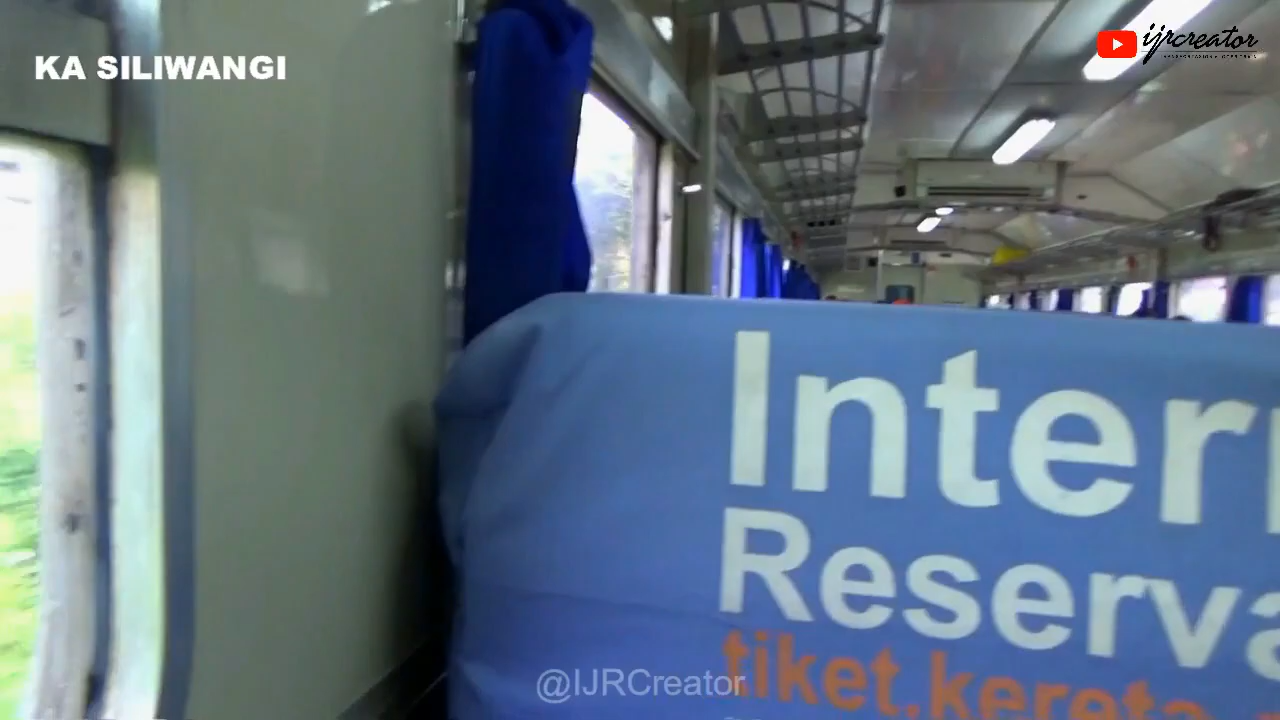 KA SILIWANGI
ijrcreator
Inter
Reserva
tiket.kereta
@IJRCreator